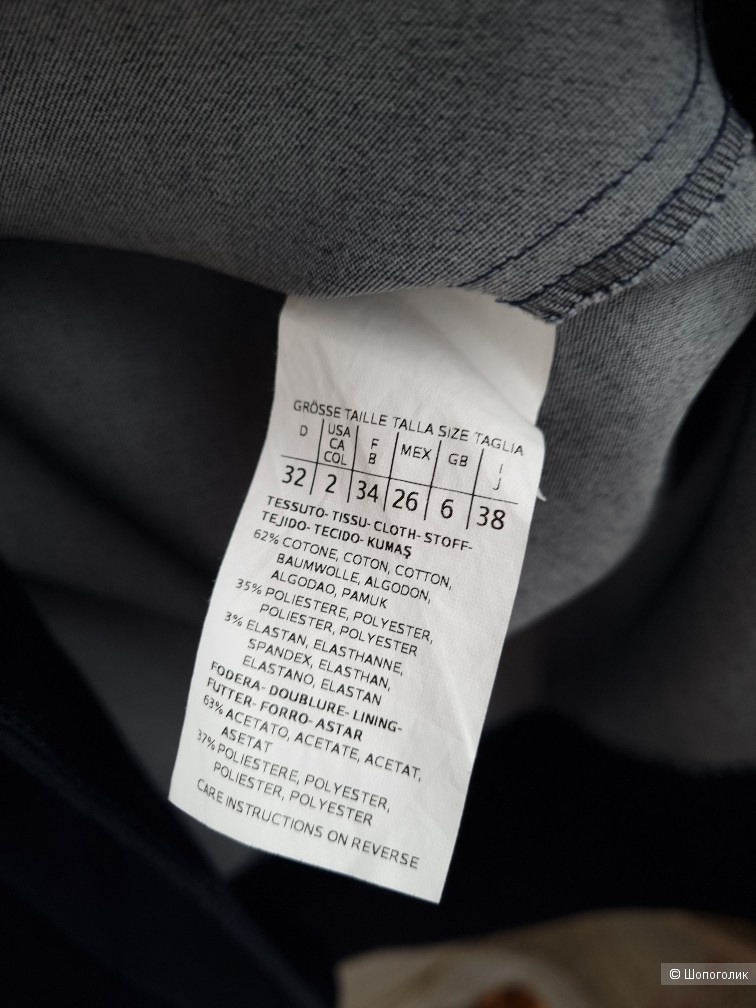 GRÖSSE TAILLE TALLA SIZE TAGLIA
D USA CA COL F B MEX GB I J
32 2 34 26 6 38
TESSUTO- TISSU- CLOTH- STOFF-
TEJIDO- TECIDO- KUMAŞ
62% COTONE, COTON, COTTON,
BAUMWOLLE, ALGODON,
ALGODAO, PAMUK
35% POLIESTERE, POLYESTER,
POLIESTER, POLYESTER
3% ELASTAN, ELASTHANNE,
SPANDEX, ELASTHAN,
ELASTANO, ELASTAN
FODERA- DOUBLURE- LINING-
FUTTER- FORRO- ASTAR
63% ACETATO, ACETATE, ACETAT,
ASETAT
37% POLIESTERE, POLYESTER,
POLIESTER, POLYESTER
CARE INSTRUCTIONS ON REVERSE
© Шопоголик